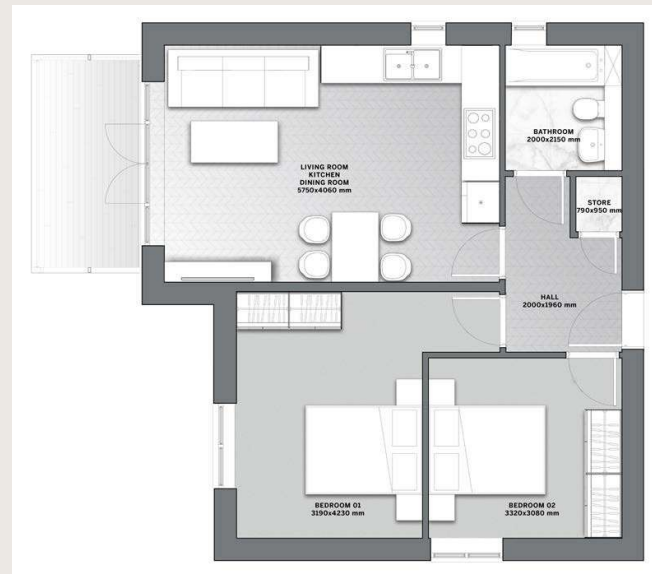 BATHROOM
2000x2150 mm
LIVING ROOM
KITCHEN
DINING ROOM
5750x4060 mm
STORE
790x950 mm
HALL
2000x1960 mm
BEDROOM 01
3190x4230 mm
BEDROOM 02
3320x3080 mm